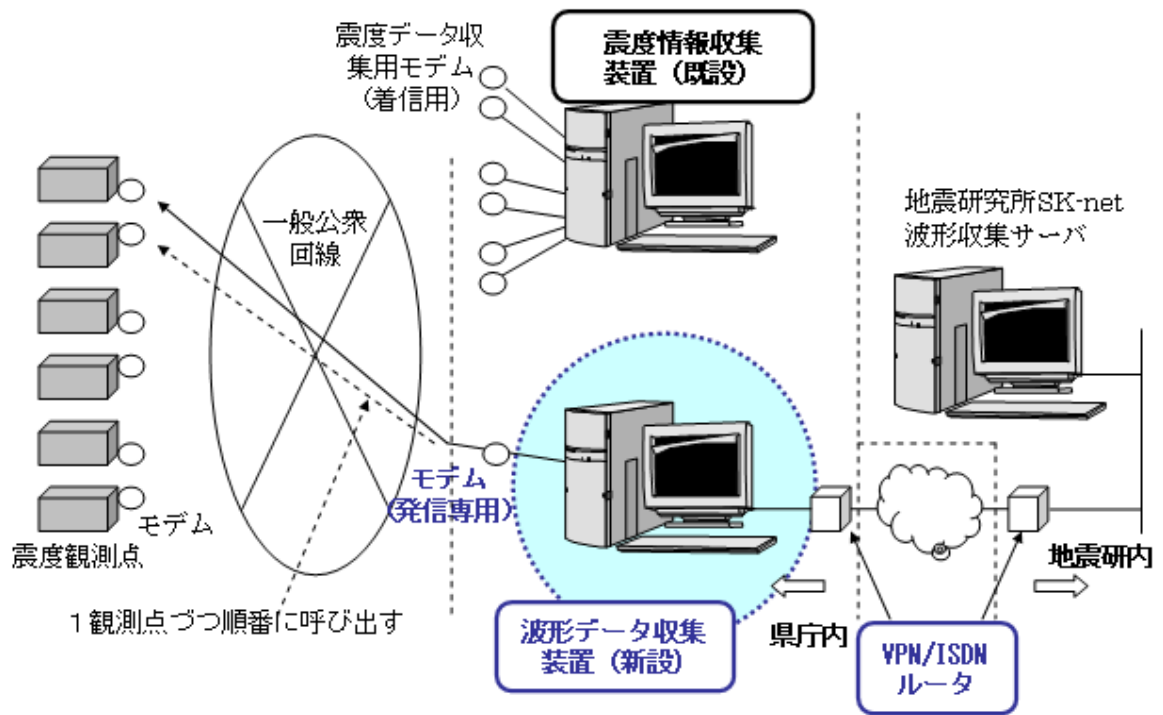 震度データ収
集用モデム
(着信用)
震度情報収集
装置（既設）
一般公衆
回線
地震研究所SK-net
波形収集サーバ
モデム
(発信専用)
モデム
震度観測点
１観測点づつ順番に呼び出す
波形データ収集
装置（新設）
県庁内
地震研内
VPN/ISDN
ルータ